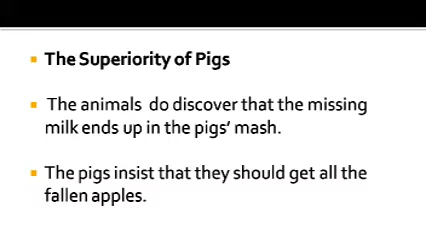 The Superiority of Pigs
The animals do discover that the missing
milk ends up in the pigs' mash.
The pigs insist that they should get all the
fallen apples.